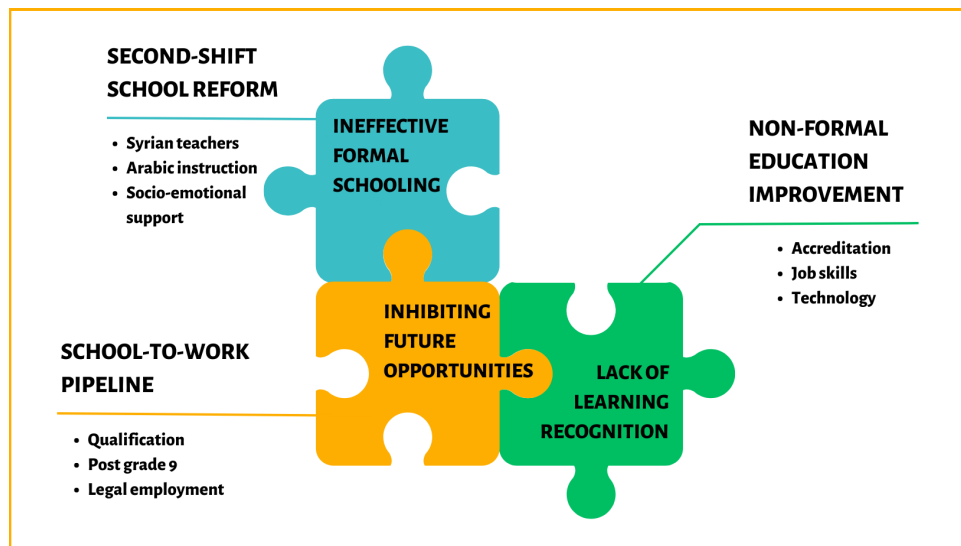 SECOND-SHIFT
SCHOOL REFORM
• Syrian teachers
• Arabic instruction
• Socio-emotional
support
INEFFECTIVE
FORMAL
SCHOOLING
NON-FORMAL
EDUCATION
IMPROVEMENT
• Accreditation
• Job skills
• Technology
SCHOOL-TO-WORK
PIPELINE
• Qualification
• Post grade 9
• Legal employment
INHIBITING
FUTURE
OPPORTUNITIES
LACK OF
LEARNING
RECOGNITION